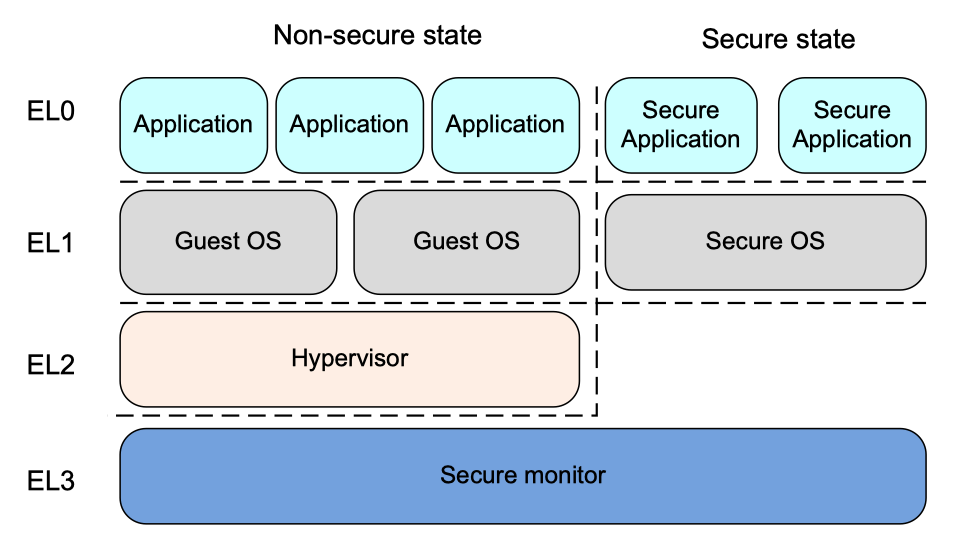 Non-secure state
Secure state
EL0
Application
Application
Application
Secure
Application
Secure
Application
EL1
Guest OS
Guest OS
Secure OS
EL2
Hypervisor
EL3
Secure monitor